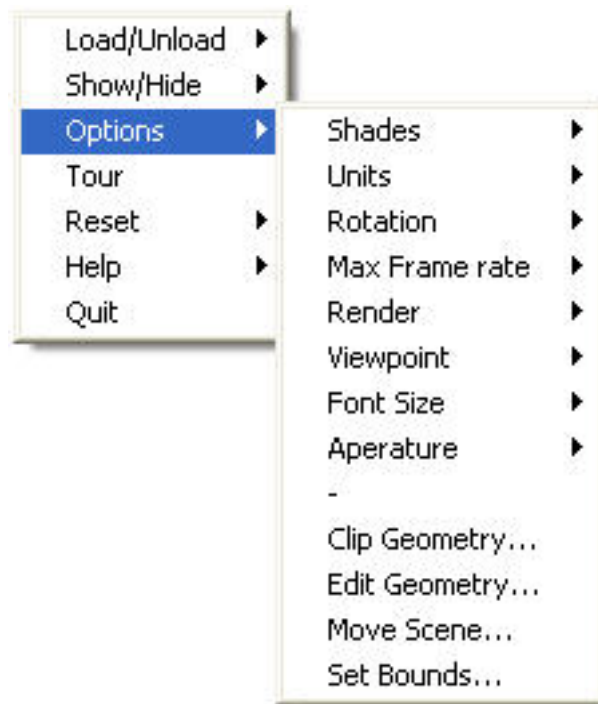 Load/Unload
Show/Hide
Options
Tour
Reset
Help
Quit
Shades
Units
Rotation
Max Frame rate
Render
Viewpoint
Font Size
Aperature
-
Clip Geometry...
Edit Geometry...
Move Scene...
Set Bounds...